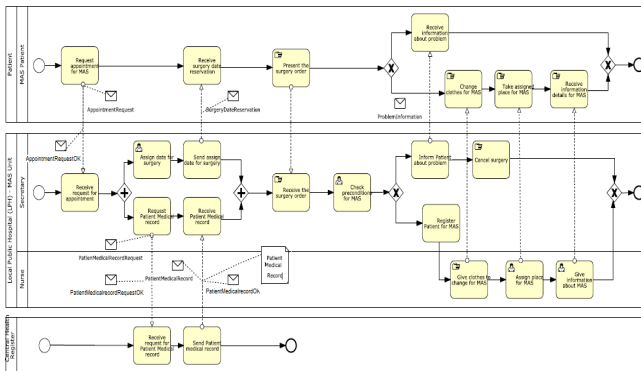 Patient
MAS Patient
Request
appointment
for MAS
Receive
surgery date
reservation
Present the
surgery order
Receive
information
about problem
Change
clothes for MAS
Take assigned
place for MAS
Receive
information
details for MAS
AppointmentRequest
SurgeryDateReservation
ProblemInformation
AppointmentRequestOK
Local Public Hospital (LPH) - MAS Unit
Secretary
Nurse
Receive
request for
appointment
Assign date for
surgery
Send assign
date for surgery
Request
Patient Medical
record
Receive
Patient Medical
record
Receive the
surgery order
Check
preconditions
for MAS
Inform Patient
about problem
Cancel surgery
Register
Patient for MAS
Give clothes to
change for MAS
Assign place
for MAS
Give
information
about MAS
PatientMedicalRecordRequest
PatientMedicalrecordRequestOK
PatientMedicalRecord
PatientMedicalrecordOK
Patient
Medical
Record
Central Health
Register
Receive
request for
Patient Medical
record
Send Patient
medical record